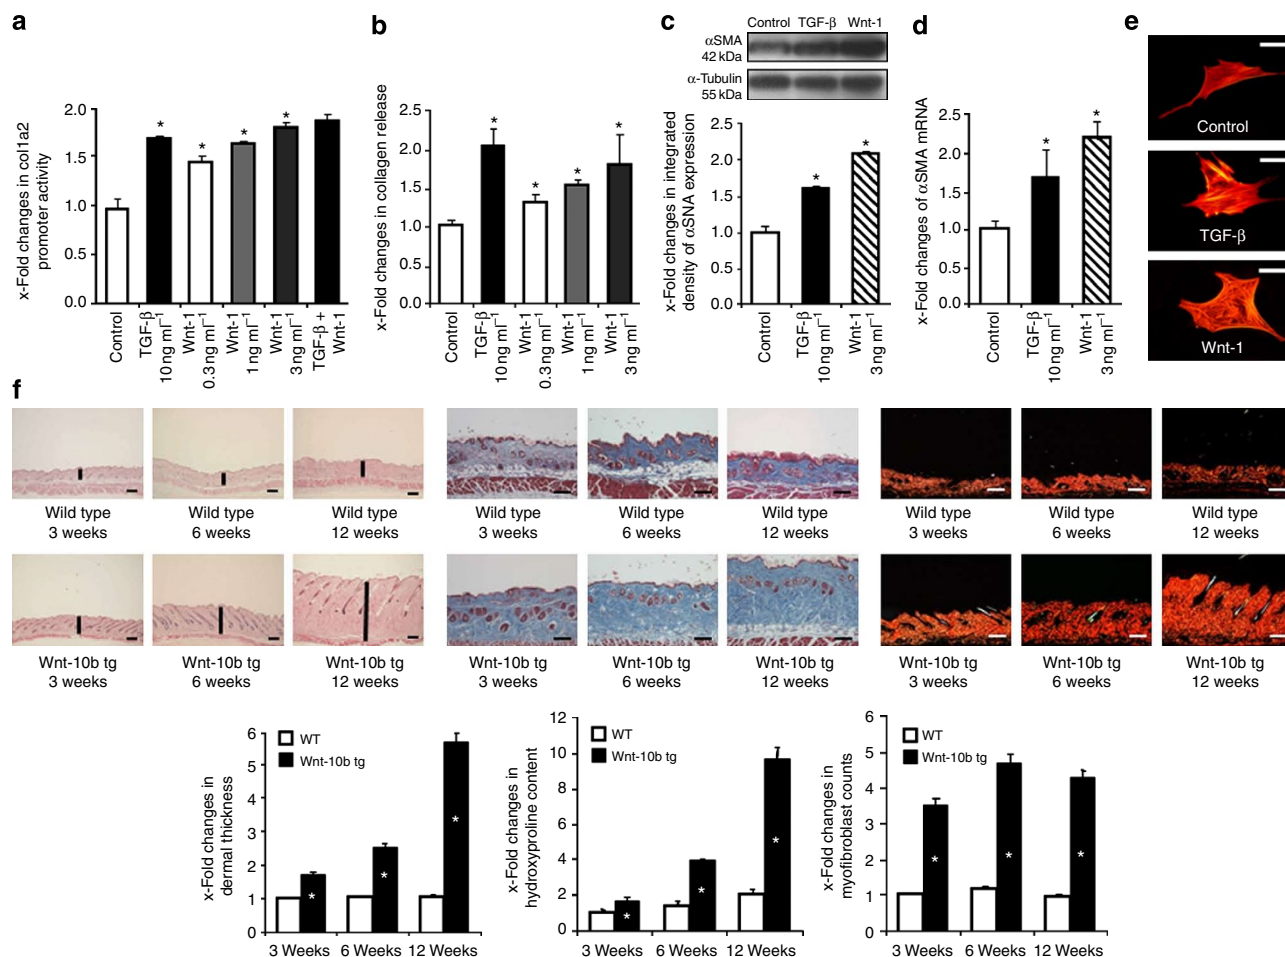 a
x-Fold changes in col1a2
promoter activity
2.0
1.5
1.0
0.5
0.0
*
*
*
*
*
Control
TGF-β
10 ng ml⁻¹
Wnt-1
0.3 ng ml⁻¹
Wnt-1
1 ng ml⁻¹
Wnt-1
3 ng ml⁻¹
TGF-β +
Wnt-1
b
x-Fold changes in collagen release
2.5
2.0
1.5
1.0
0.5
0.0
*
*
*
*
Control
TGF-β
10 ng ml⁻¹
Wnt-1
0.3 ng ml⁻¹
Wnt-1
1 ng ml⁻¹
Wnt-1
3 ng ml⁻¹
c
Control TGF-β Wnt-1
αSMA
42 kDa
α-Tubulin
55 kDa
x-Fold changes in integrated
density of αSNA expression
2.5
2.0
1.5
1.0
0.5
0.0
*
*
Control
TGF-β
10 ng ml⁻¹
Wnt-1
3 ng ml⁻¹
d
x-Fold changes of αSMA mRNA
2.5
2.0
1.5
1.0
0.5
0.0
*
*
Control
TGF-β
10 ng ml⁻¹
Wnt-1
3 ng ml⁻¹
e
Control
TGF-β
Wnt-1
f
Wild type
3 weeks
Wild type
6 weeks
Wild type
12 weeks
Wild type
3 weeks
Wild type
6 weeks
Wild type
12 weeks
Wild type
3 weeks
Wild type
6 weeks
Wild type
12 weeks
Wnt-10b tg
3 weeks
Wnt-10b tg
6 weeks
Wnt-10b tg
12 weeks
Wnt-10b tg
3 weeks
Wnt-10b tg
6 weeks
Wnt-10b tg
12 weeks
Wnt-10b tg
3 weeks
Wnt-10b tg
6 weeks
Wnt-10b tg
12 weeks
x-Fold changes in
dermal thickness
6
5
4
3
2
1
0
WT
Wnt-10b tg
*
*
*
3 Weeks 6 Weeks 12 Weeks
x-Fold changes in
hydroxyproline content
12
10
8
6
4
2
0
WT
Wnt-10b tg
*
*
*
3 Weeks 6 Weeks 12 Weeks
x-Fold changes in
myofibroblast counts
6
5
4
3
2
1
0
WT
Wnt-10b tg
*
*
*
3 Weeks 6 Weeks 12 Weeks